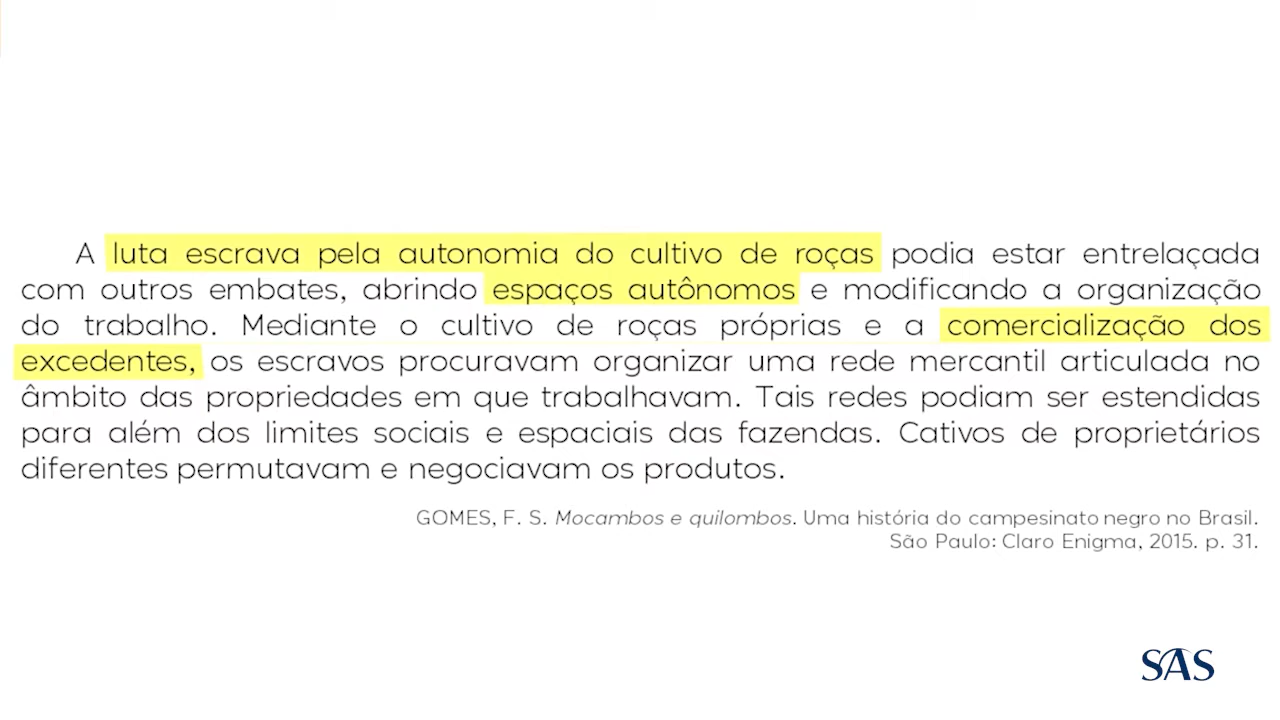 A luta escrava pela autonomia do cultivo de roças podia estar entrelaçada
com outros embates, abrindo espaços autônomos e modificando a organização
do trabalho. Mediante o cultivo de roças próprias e a comercialização dos
excedentes, os escravos procuravam organizar uma rede mercantil articulada no
âmbito das propriedades em que trabalhavam. Tais redes podiam ser estendidas
para além dos limites sociais e espaciais das fazendas. Cativos de proprietários
diferentes permutavam e negociavam os produtos.
GOMES, F. S. Mocambos e quilombos. Uma história do campesinato negro no Brasil.
São Paulo: Claro Enigma, 2015. p. 31.
SAS